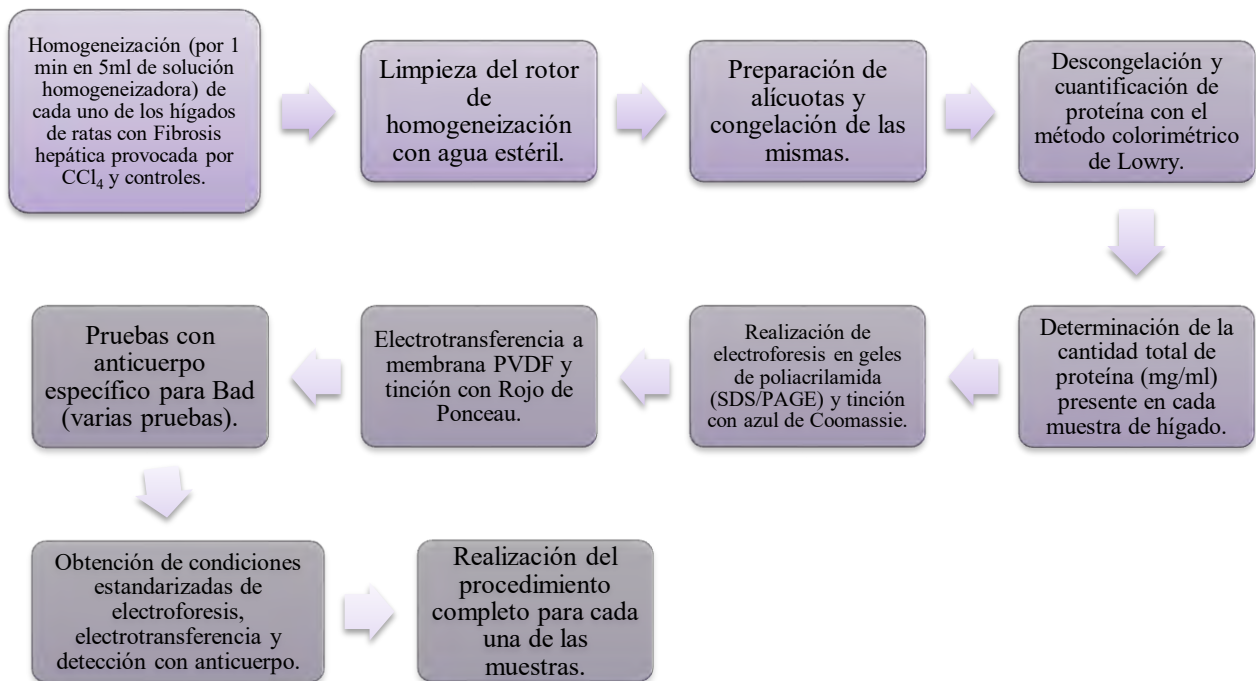 Homogeneización (por 1
min en 5ml de solución
homogeneizadora) de
cada uno de los hígados
de ratas con Fibrosis
hepática provocada por
CCl₄ y controles.
Limpieza del rotor
de
homogeneización
con agua estéril.
Preparación de
alícuotas y
congelación de las
mismas.
Descongelación y
cuantificación de
proteína con el
método colorimétrico
de Lowry.
Determinación de la
cantidad total de
proteína (mg/ml)
presente en cada
muestra de hígado.
Realización de
electroforesis en geles
de poliacrilamida
(SDS/PAGE) y tinción
con azul de Coomassie.
Electrotransferencia a
membrana PVDF y
tinción con Rojo de
Ponceau.
Pruebas con
anticuerpo
específico para Bad
(varias pruebas).
Obtención de condiciones
estandarizadas de
electroforesis,
electrotransferencia y
detección con anticuerpo.
Realización del
procedimiento
completo para cada
una de las
muestras.